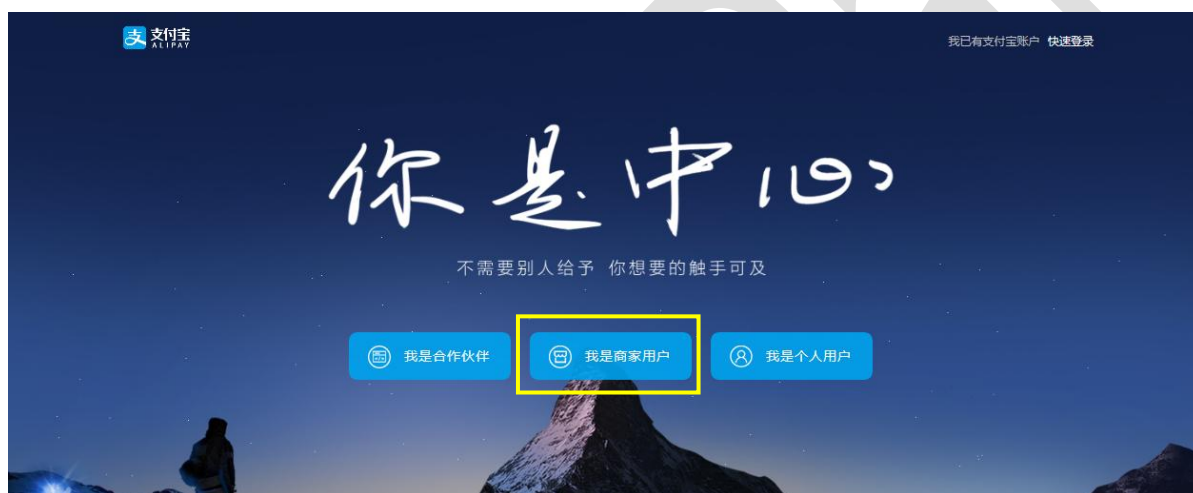 支付宝
ALIPAY
我已有支付宝账户 快速登录
你是中心
不需要别人给予 你想要的触手可及
我是合作伙伴
我是商家用户
我是个人用户